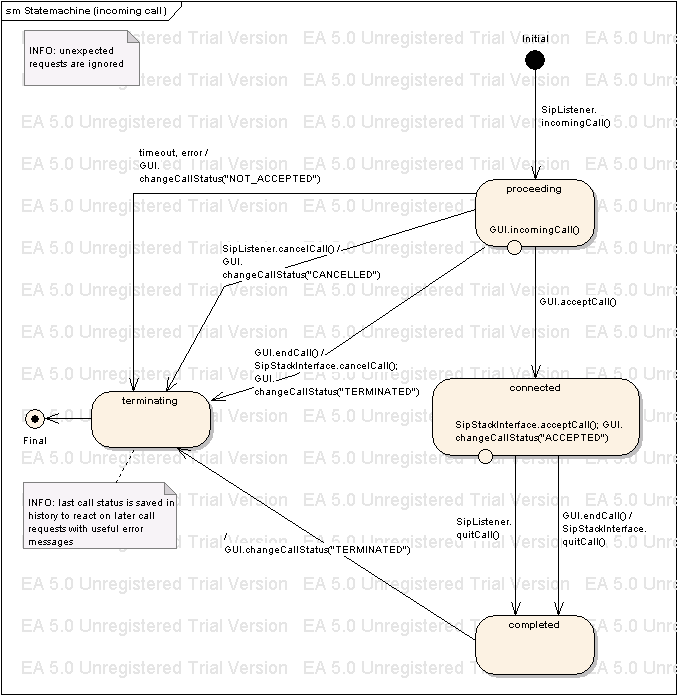 sm Statemachine (incoming call)
EA 5.0 Unregistered Trial Version
INFO: unexpected
requests are ignored
Initial
SipListener.
incomingCall()
timeout, error /
GUI.
changeCallStatus("NOT_ACCEPTED")
proceeding
GUI.incomingCall()
SipListener.cancelCall() /
GUI.
changeCallStatus("CANCELLED")
GUI.acceptCall()
GUI.endCall() /
SipStackInterface.cancelCall();
GUI.
changeCallStatus("TERMINATED")
connected
SipStackInterface.acceptCall(); GUI.
changeCallStatus("ACCEPTED")
terminating
Final
INFO: last call status is saved in
history to react on later call
requests with useful error
messages
SipListener.
quitCall()
GUI.endCall() /
SipStackInterface.
quitCall()
/
GUI.changeCallStatus("TERMINATED")
completed